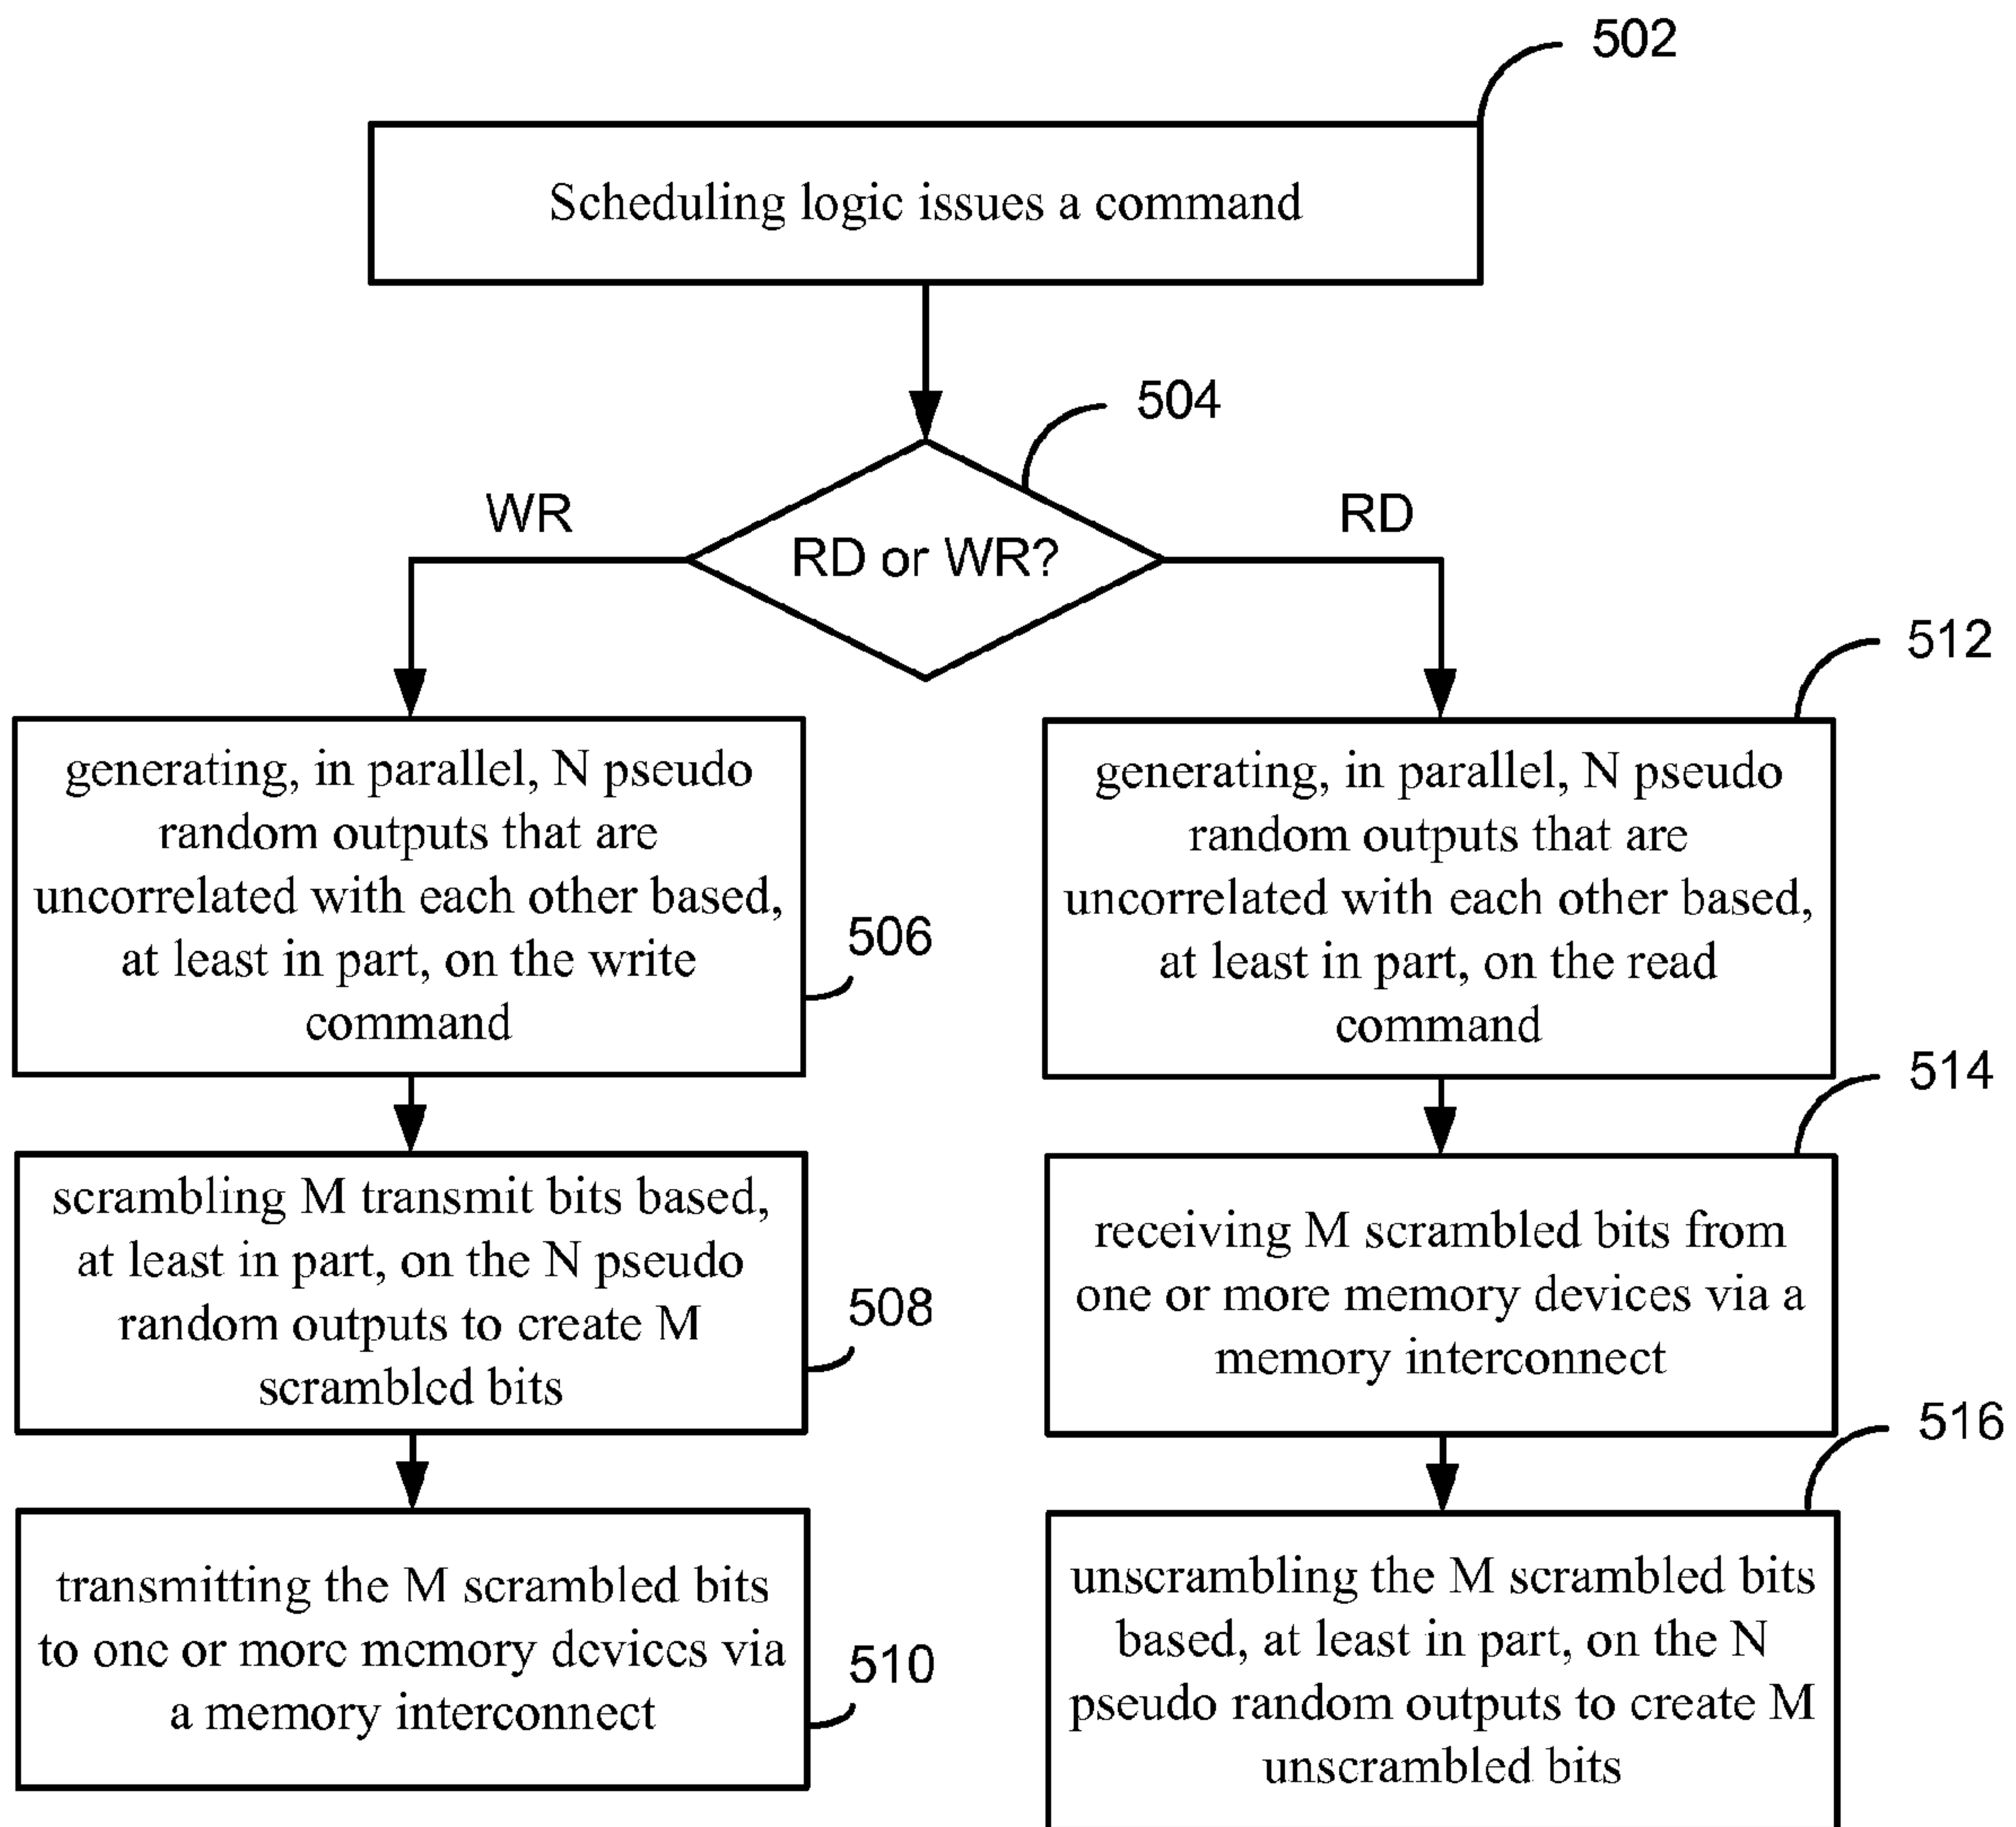 502
Scheduling logic issues a command
504
WR
RD
RD or WR?
512
generating, in parallel, N pseudo
random outputs that are
uncorrelated with each other based,
at least in part, on the write
command
506
generating, in parallel, N pseudo
random outputs that are
uncorrelated with each other based,
at least in part, on the read
command
514
scrambling M transmit bits based,
at least in part, on the N pseudo
random outputs to create M
scrambled bits
508
receiving M scrambled bits from
one or more memory devices via a
memory interconnect
516
transmitting the M scrambled bits
to one or more memory devices via
a memory interconnect
510
unscrambling the M scrambled bits
based, at least in part, on the N
pseudo random outputs to create M
unscrambled bits